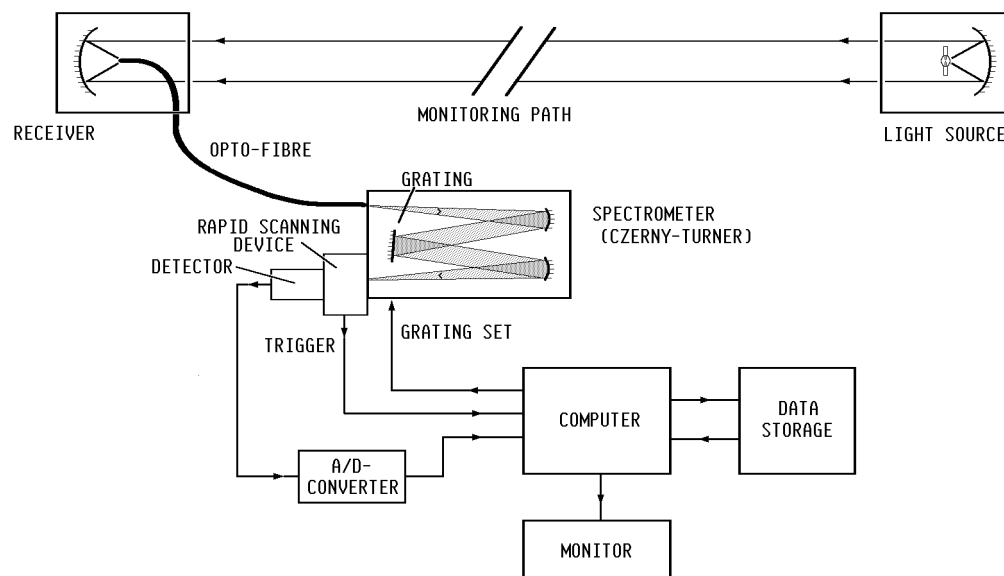 MONITORING PATH
RECEIVER
LIGHT SOURCE
OPTO-FIBRE
GRATING
SPECTROMETER
(CZERNY-TURNER)
RAPID SCANNING
DEVICE
DETECTOR
TRIGGER
GRATING SET
COMPUTER
DATA
STORAGE
A/D-
CONVERTER
MONITOR